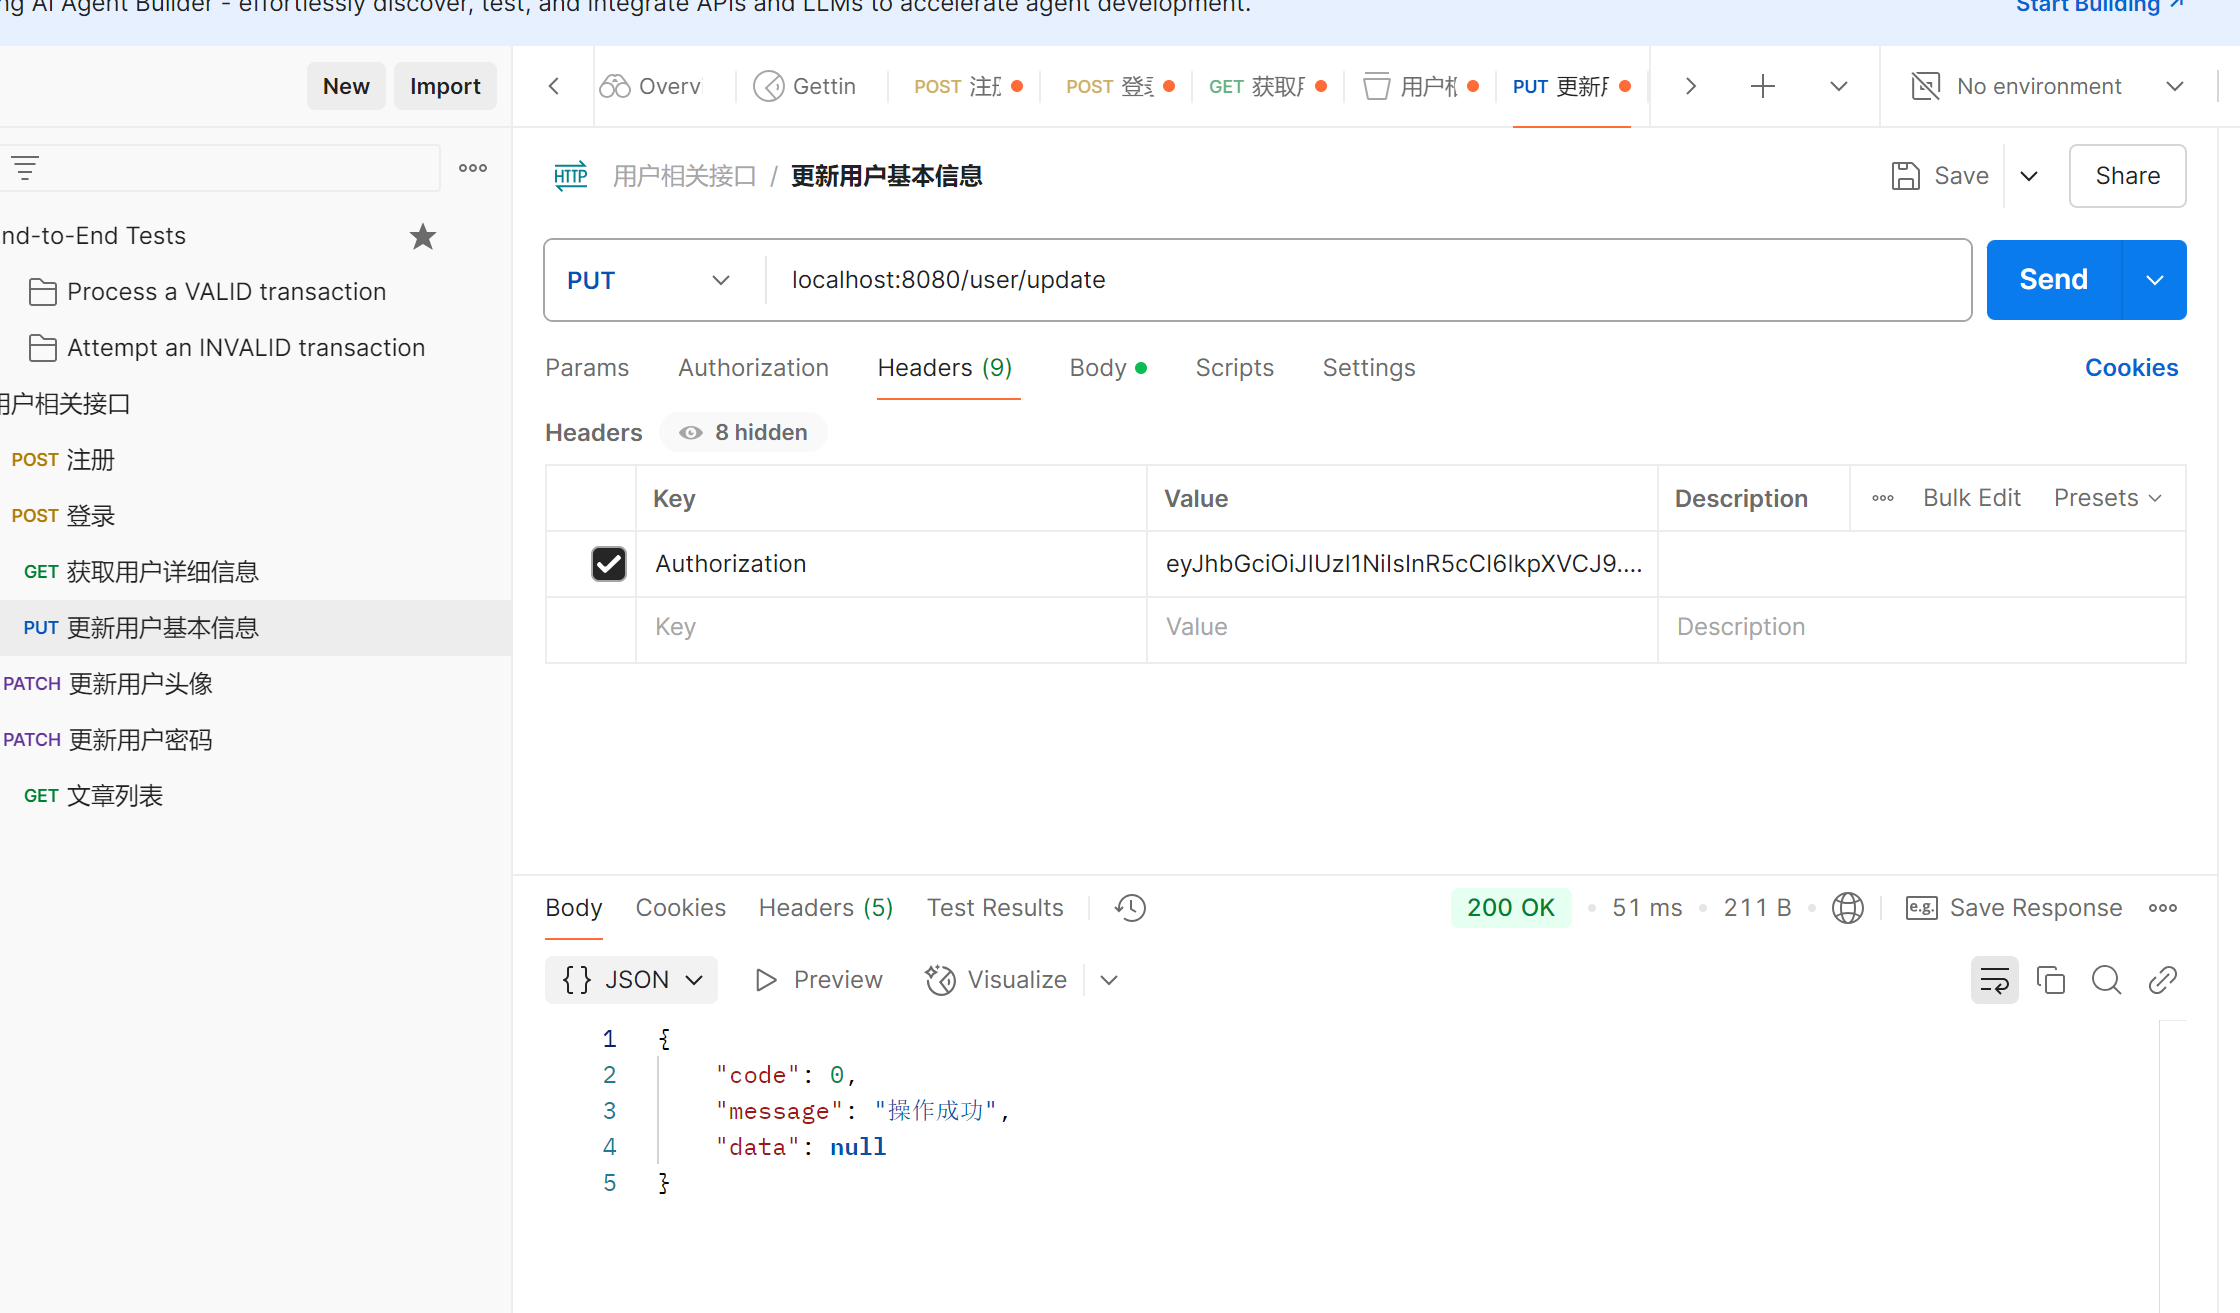 ng AI Agent Builder - effortlessly discover, test, and integrate APIs and LLMs to accelerate agent development.
Start Building
New
Import
Overvi
Gettin
POST 注册
POST 登录
GET 获取用
用户相
PUT 更新用
No environment
nd-to-End Tests
Process a VALID transaction
Attempt an INVALID transaction
用户相关接口
POST 注册
POST 登录
GET 获取用户详细信息
PUT 更新用户基本信息
PATCH 更新用户头像
PATCH 更新用户密码
GET 文章列表
HTTP 用户相关接口 / 更新用户基本信息
Save
Share
PUT
localhost:8080/user/update
Send
Params
Authorization
Headers (9)
Body
Scripts
Settings
Cookies
Headers
8 hidden
Key
Value
Description
Bulk Edit
Presets
Authorization
eyJhbGciOiJIUzI1NiIsInR5cCI6IkpXVCJ9....
Key
Value
Description
Body
Cookies
Headers (5)
Test Results
200 OK
51 ms
211 B
e.g. Save Response
{} JSON
Preview
Visualize
1 {
2 "code": 0,
3 "message": "操作成功",
4 "data": null
5 }